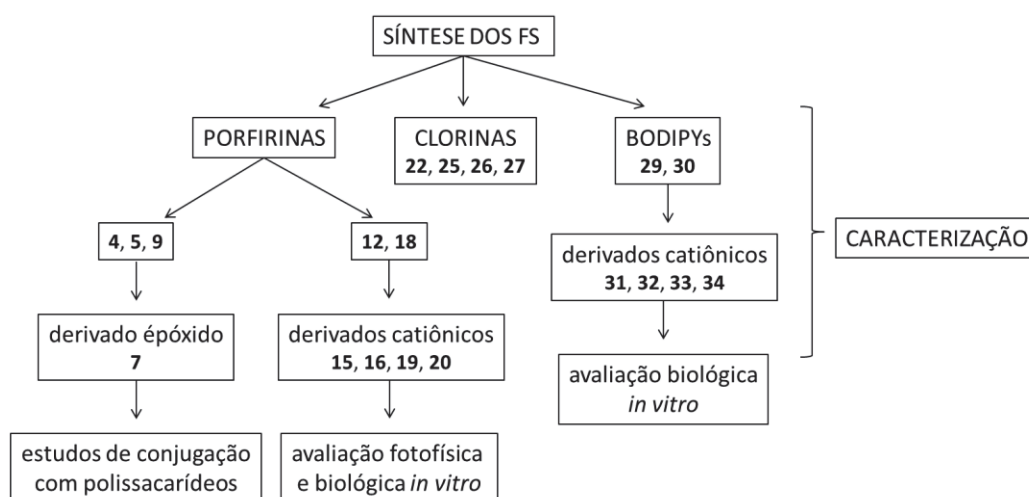 SÍNTESE DOS FS
PORFIRINAS
CLORINAS
22, 25, 26, 27
BODIPYs
29, 30
4, 5, 9
12, 18
derivados catiônicos
31, 32, 33, 34
CARACTERIZAÇÃO
derivado épóxido
7
derivados catiônicos
15, 16, 19, 20
avaliação biológica
in vitro
estudos de conjugação
com polissacarídeos
avaliação fotofísica
e biológica in vitro